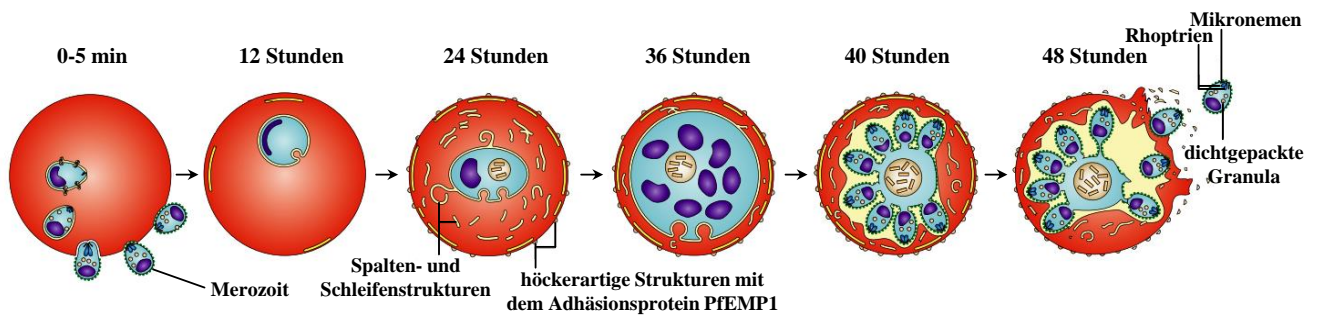 0-5 min
12 Stunden
24 Stunden
36 Stunden
40 Stunden
48 Stunden
Mikronemen
Rhoptrien
dichtgepackte
Granula
Merozoit
Spalten- und
Schleifenstrukturen
höckerartige Strukturen mit
dem Adhäsionsprotein PfEMP1